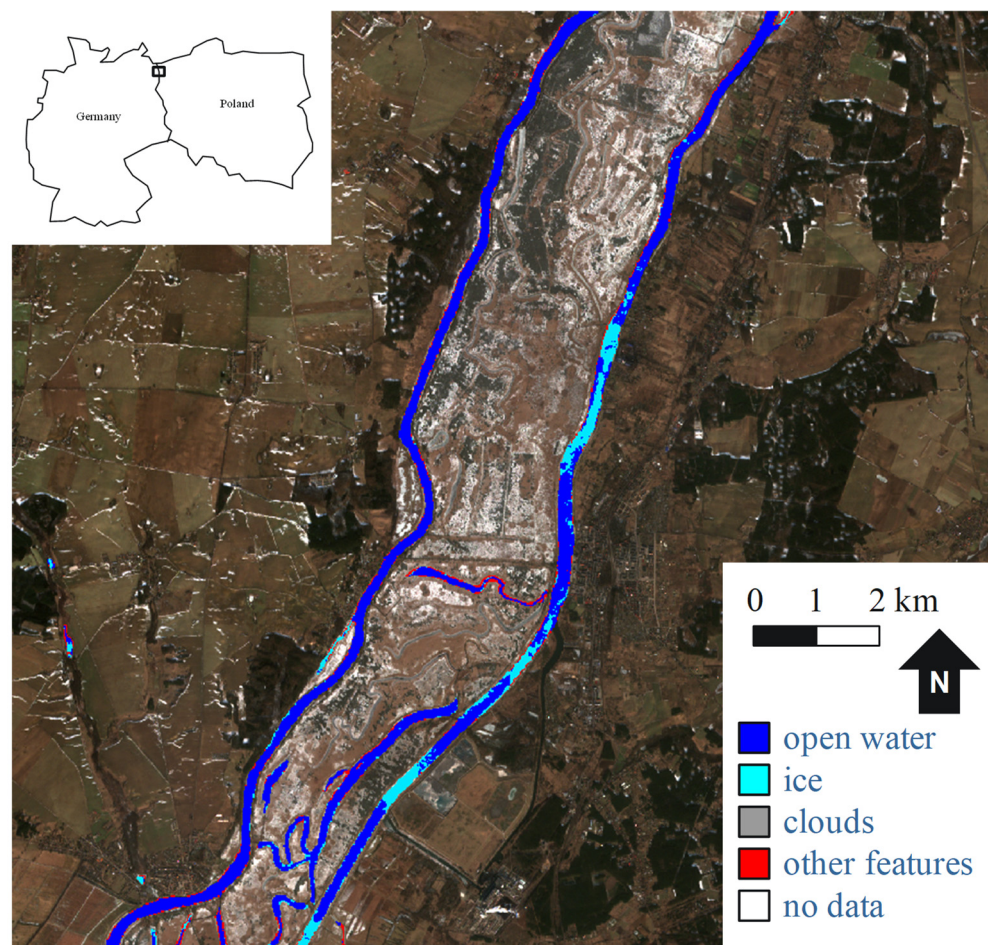 Germany
Poland
0 1 2 km
N
open water
ice
clouds
other features
no data